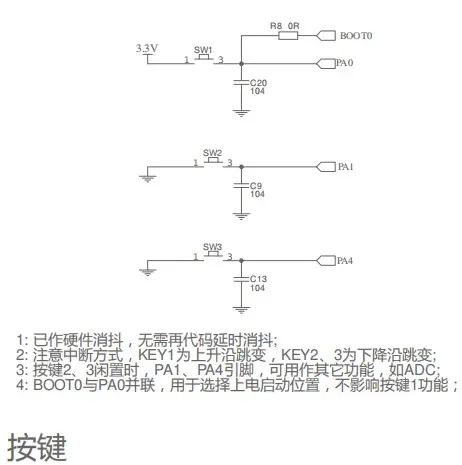 R8 0R
BOOT0
3.3V
SW1
1 3
PA0
C20
104
SW2
1 3
PA1
C9
104
SW3
1 3
PA4
C13
104
1: 已作硬件消抖，无需再代码延时消抖;
2: 注意中断方式，KEY1为上升沿跳变，KEY2、3为下降沿跳变;
3: 按键2、3闲置时，PA1、PA4引脚，可用作其它功能，如ADC;
4: BOOT0与PA0并联，用于选择上电启动位置，不影响按键1功能；
按键